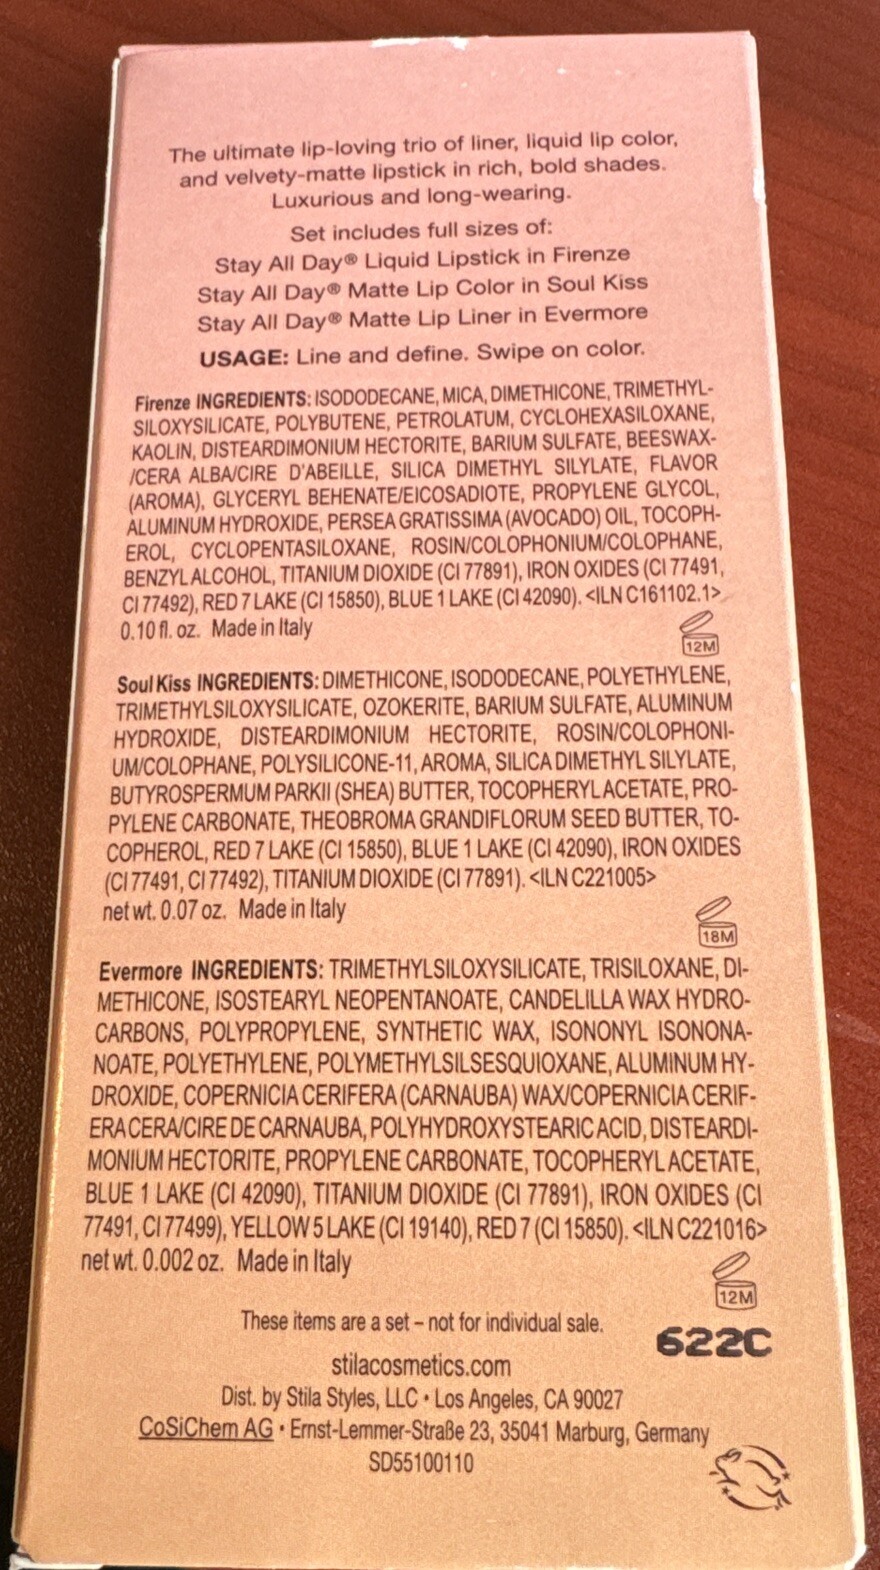 The ultimate lip-loving trio of liner, liquid lip color,
and velvety-matte lipstick in rich, bold shades.
Luxurious and long-wearing.
Set includes full sizes of:
Stay All Day® Liquid Lipstick in Firenze
Stay All Day® Matte Lip Color in Soul Kiss
Stay All Day® Matte Lip Liner in Evermore
USAGE: Line and define. Swipe on color.
Firenze INGREDIENTS: ISODODECANE, MICA, DIMETHICONE, TRIMETHYL-
SILOXYSILICATE, POLYBUTENE, PETROLATUM, CYCLOHEXASILOXANE,
KAOLIN, DISTEARDIMONIUM HECTORITE, BARIUM SULFATE, BEESWAX-
/CERA ALBA/CIRE D'ABEILLE, SILICA DIMETHYL SILYLATE, FLAVOR
(AROMA), GLYCERYL BEHENATE/EICOSADIOTE, PROPYLENE GLYCOL,
ALUMINUM HYDROXIDE, PERSEA GRATISSIMA (AVOCADO) OIL, TOCOPH-
EROL, CYCLOPENTASILOXANE, ROSIN/COLOPHONIUM/COLOPHANE,
BENZYL ALCOHOL, TITANIUM DIOXIDE (CI 77891), IRON OXIDES (CI 77491,
CI 77492), RED 7 LAKE (CI 15850), BLUE 1 LAKE (CI 42090). <ILN C161102.1>
0.10 fl. oz. Made in Italy
12M
Soul Kiss INGREDIENTS: DIMETHICONE, ISODODECANE, POLYETHYLENE,
TRIMETHYLSILOXYSILICATE, OZOKERITE, BARIUM SULFATE, ALUMINUM
HYDROXIDE, DISTEARDIMONIUM HECTORITE, ROSIN/COLOPHONI-
UM/COLOPHANE, POLYSILICONE-11, AROMA, SILICA DIMETHYL SILYLATE,
BUTYROSPERMUM PARKII (SHEA) BUTTER, TOCOPHERYL ACETATE, PRO-
PYLENE CARBONATE, THEOBROMA GRANDIFLORUM SEED BUTTER, TO-
COPHEROL, RED 7 LAKE (CI 15850), BLUE 1 LAKE (CI 42090), IRON OXIDES
(CI 77491, CI 77492), TITANIUM DIOXIDE (CI 77891). <ILN C221005>
net wt. 0.07 oz. Made in Italy
18M
Evermore INGREDIENTS: TRIMETHYLSILOXYSILICATE, TRISILOXANE, DI-
METHICONE, ISOSTEARYL NEOPENTANOATE, CANDELILLA WAX HYDRO-
CARBONS, POLYPROPYLENE, SYNTHETIC WAX, ISONONYL ISONONA-
NOATE, POLYETHYLENE, POLYMETHYLSILSESQUIOXANE, ALUMINUM HY-
DROXIDE, COPERNICIA CERIFERA (CARNAUBA) WAX/COPERNICIA CERIF-
ERA CERA/CIRE DE CARNAUBA, POLYHYDROXYSTEARIC ACID, DISTEARDI-
MONIUM HECTORITE, PROPYLENE CARBONATE, TOCOPHERYL ACETATE,
BLUE 1 LAKE (CI 42090), TITANIUM DIOXIDE (CI 77891), IRON OXIDES (CI
77491, CI 77499), YELLOW 5 LAKE (CI 19140), RED 7 (CI 15850). <ILN C221016>
net wt. 0.002 oz. Made in Italy
12M
These items are a set – not for individual sale.
622C
stilacosmetics.com
Dist. by Stila Styles, LLC • Los Angeles, CA 90027
CoSiChem AG • Ernst-Lemmer-Straße 23, 35041 Marburg, Germany
SD55100110